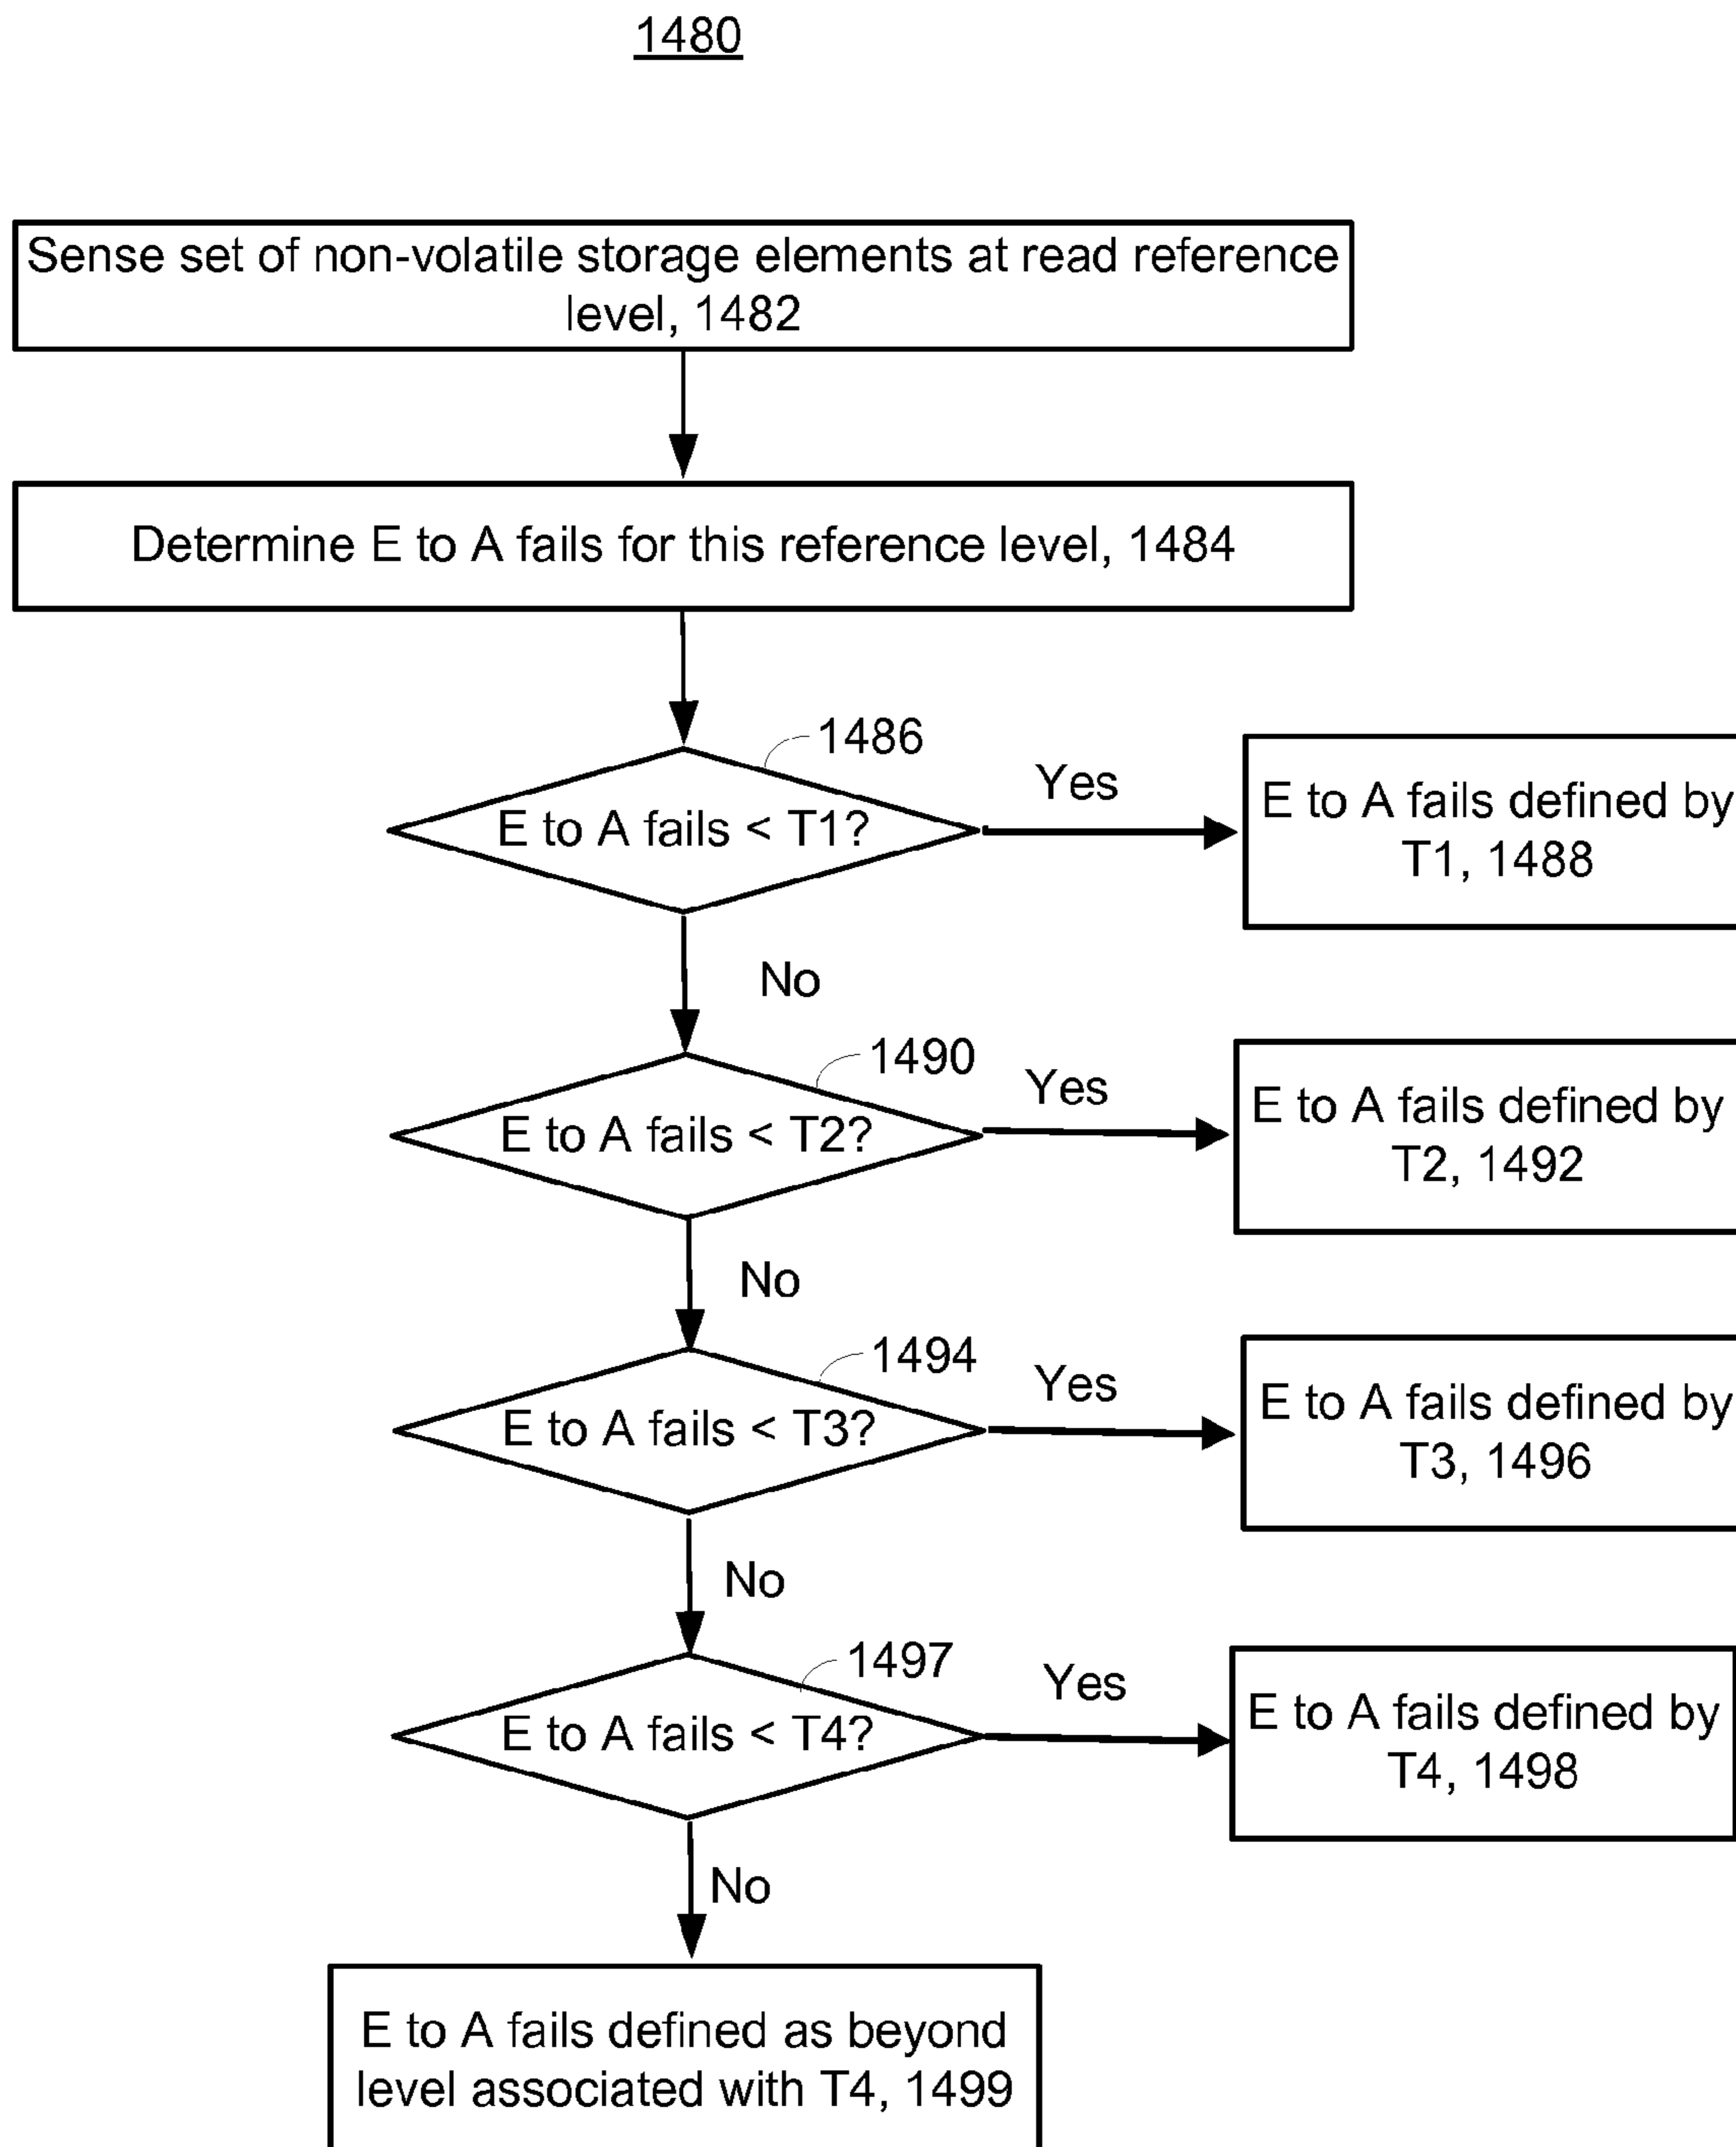 1480
Sense set of non-volatile storage elements at read reference
level, 1482
Determine E to A fails for this reference level, 1484
1486
E to A fails < T1?
Yes
E to A fails defined by
T1, 1488
No
1490
E to A fails < T2?
Yes
E to A fails defined by
T2, 1492
No
1494
E to A fails < T3?
Yes
E to A fails defined by
T3, 1496
No
1497
E to A fails < T4?
Yes
E to A fails defined by
T4, 1498
No
E to A fails defined as beyond
level associated with T4, 1499